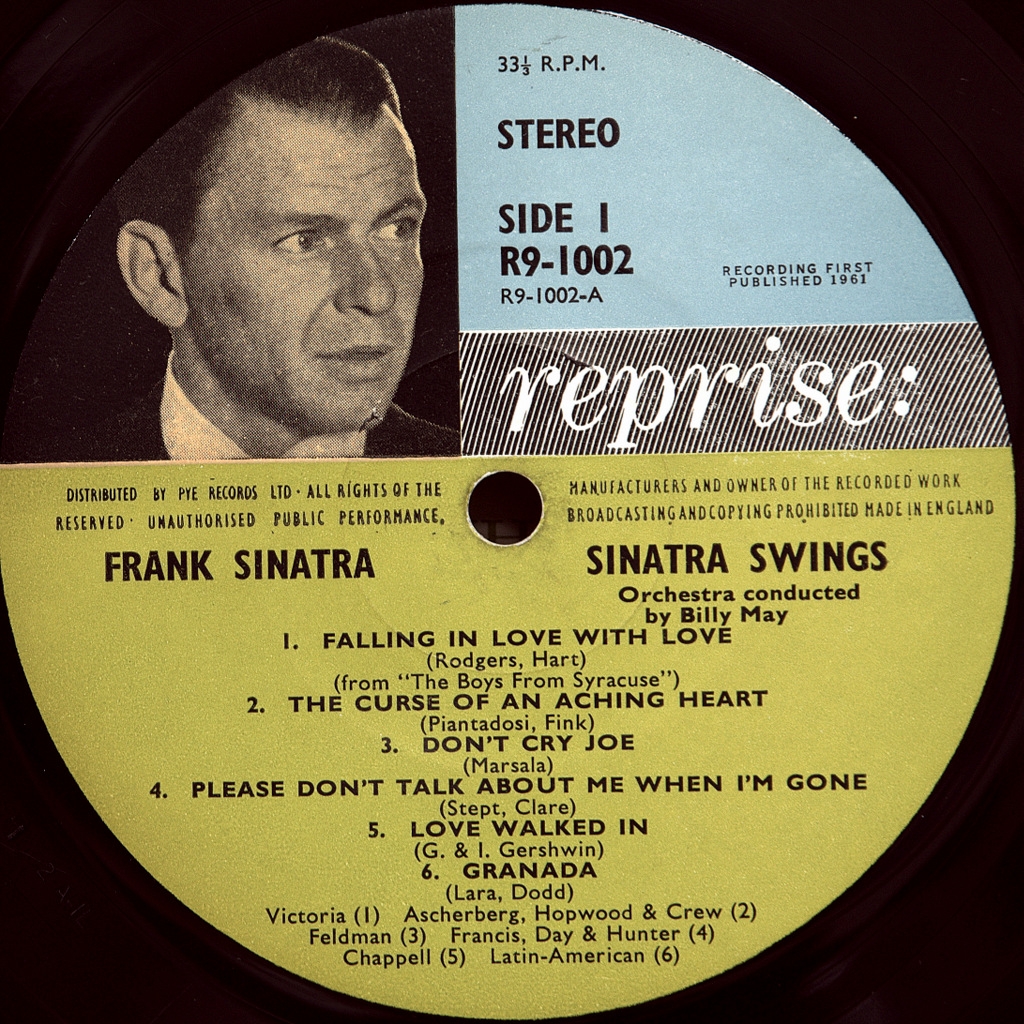 33⅓ R.P.M.
STEREO
SIDE 1
R9-1002
R9-1002-A
RECORDING FIRST
PUBLISHED 1961
reprise:
DISTRIBUTED BY PYE RECORDS LTD · ALL RIGHTS OF THE MANUFACTURERS AND OWNER OF THE RECORDED WORK
RESERVED · UNAUTHORISED PUBLIC PERFORMANCE, BROADCASTING AND COPYING PROHIBITED MADE IN ENGLAND
FRANK SINATRA
SINATRA SWINGS
Orchestra conducted
by Billy May
1. FALLING IN LOVE WITH LOVE
(Rodgers, Hart)
(from "The Boys From Syracuse")
2. THE CURSE OF AN ACHING HEART
(Piantadosi, Fink)
3. DON'T CRY JOE
(Marsala)
4. PLEASE DON'T TALK ABOUT ME WHEN I'M GONE
(Stept, Clare)
5. LOVE WALKED IN
(G. & I. Gershwin)
6. GRANADA
(Lara, Dodd)
Victoria (1) Ascherberg, Hopwood & Crew (2)
Feldman (3) Francis, Day & Hunter (4)
Chappell (5) Latin-American (6)